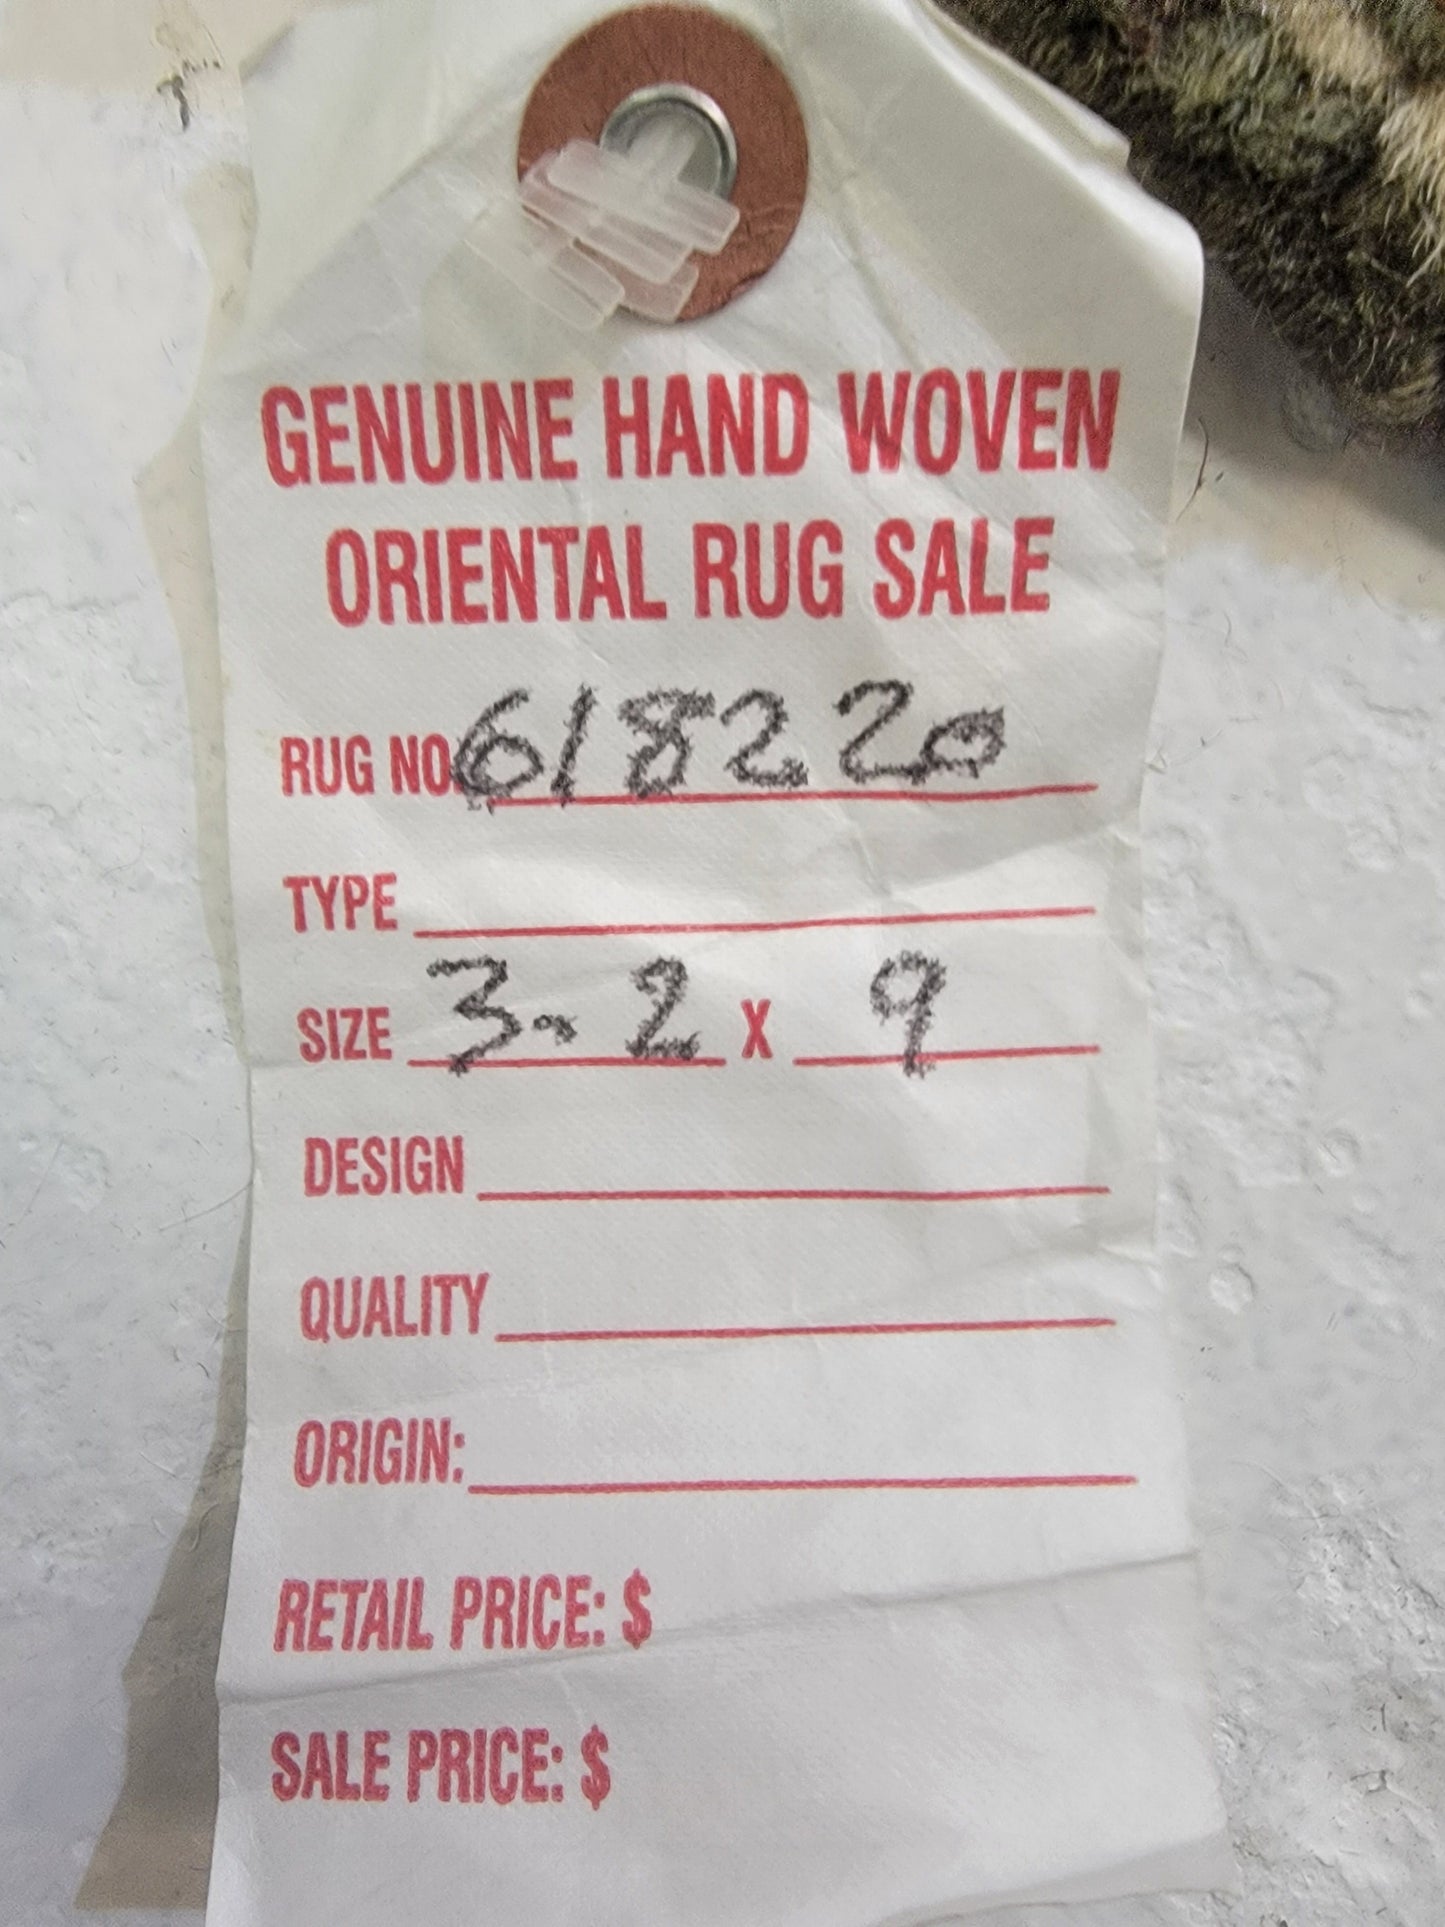 GENUINE HAND WOVEN
ORIENTAL RUG SALE
RUG NO. 618220
TYPE
SIZE 3.2 X 9
DESIGN
QUALITY
ORIGIN:
RETAIL PRICE: $
SALE PRICE: $